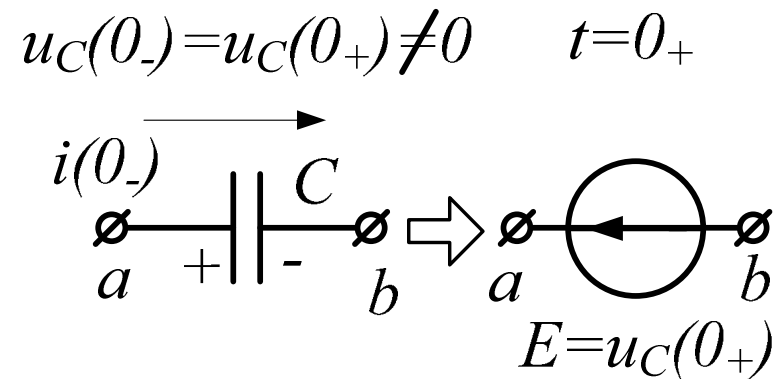 u_C(0_-)=u_C(0_+)≠0 t=0_+
i(0_-)
C
a + - b a b
E=u_C(0_+)